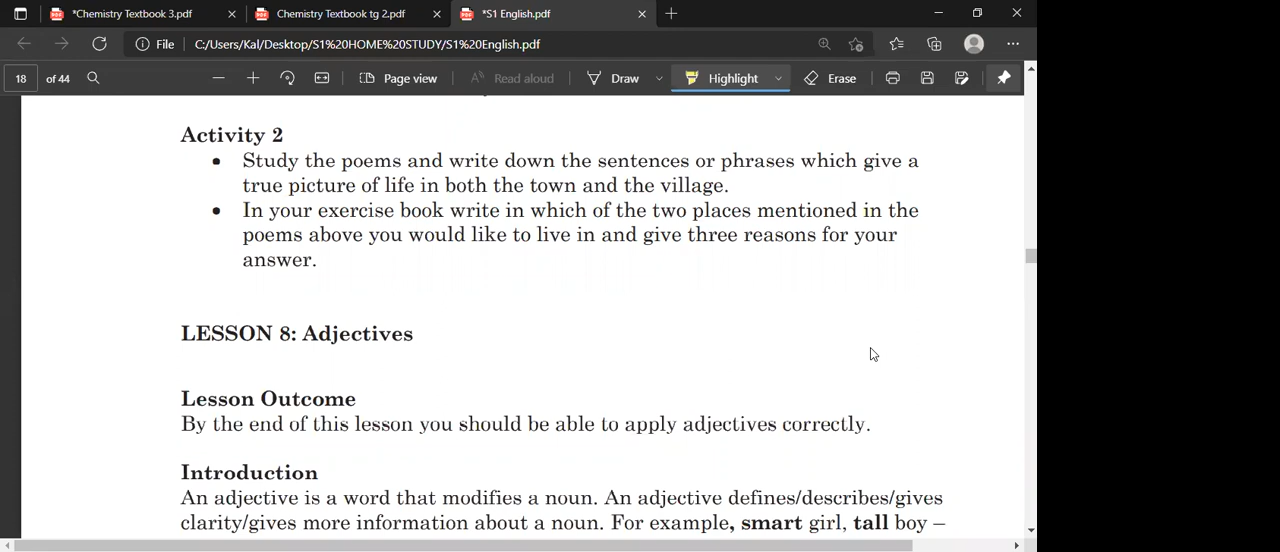 *Chemistry Textbook 3.pdf
Chemistry Textbook tg 2.pdf
*S1 English.pdf
File
C:/Users/Kal/Desktop/S1%20HOME%20STUDY/S1%20English.pdf
18
of 44
Page view
Read aloud
Draw
Highlight
Erase
Activity 2
• Study the poems and write down the sentences or phrases which give a
true picture of life in both the town and the village.
• In your exercise book write in which of the two places mentioned in the
poems above you would like to live in and give three reasons for your
answer.
LESSON 8: Adjectives
Lesson Outcome
By the end of this lesson you should be able to apply adjectives correctly.
Introduction
An adjective is a word that modifies a noun. An adjective defines/describes/gives
clarity/gives more information about a noun. For example, smart girl, tall boy –